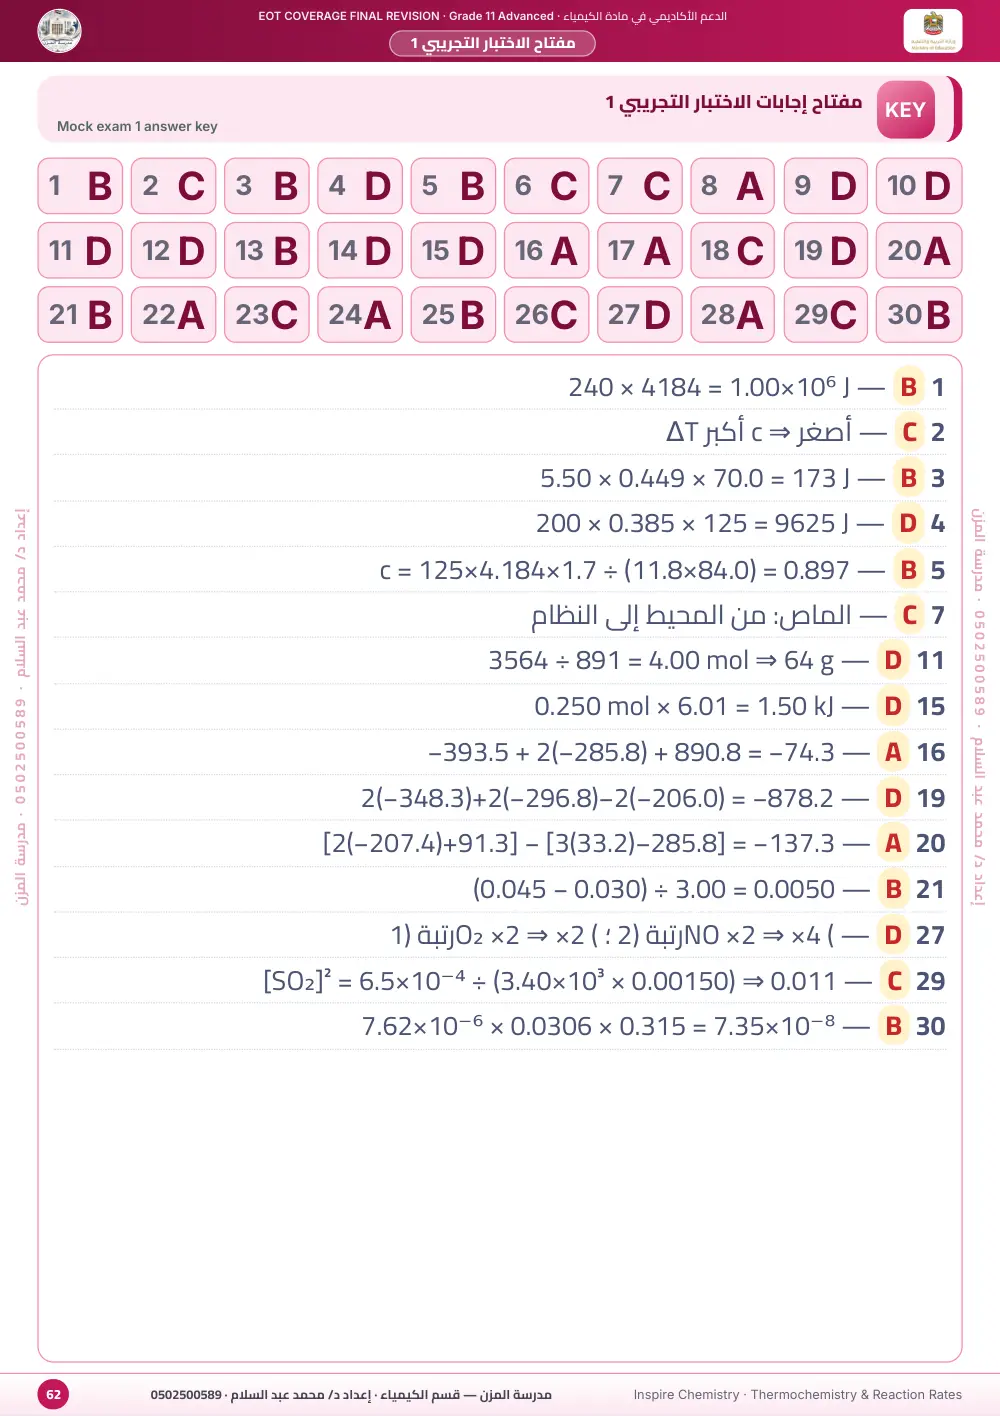 EOT COVERAGE FINAL REVISION · Grade 11 Advanced · الدعم الأكاديمي في مادة الكيمياء
مفتاح الاختبار التجريبي 1
مفتاح إجابات الاختبار التجريبي 1
KEY
Mock exam 1 answer key
1 B 2 C 3 B 4 D 5 B 6 C 7 C 8 A 9 D 10 D
11 D 12 D 13 B 14 D 15 D 16 A 17 A 18 C 19 D 20 A
21 B 22 A 23 C 24 A 25 B 26 C 27 D 28 A 29 C 30 B
1 B — 240 × 4184 = 1.00×10⁶ J
2 C — أصغر c ⇒ أكبر ΔT
3 B — 5.50 × 0.449 × 70.0 = 173 J
4 D — 200 × 0.385 × 125 = 9625 J
5 B — c = 125×4.184×1.7 ÷ (11.8×84.0) = 0.897
7 C — الماص: من المحيط إلى النظام
11 D — 3564 ÷ 891 = 4.00 mol ⇒ 64 g
15 D — 0.250 mol × 6.01 = 1.50 kJ
16 A — −393.5 + 2(−285.8) + 890.8 = −74.3
19 D — 2(−348.3)+2(−296.8)−2(−206.0) = −878.2
20 A — [2(−207.4)+91.3] − [3(33.2)−285.8] = −137.3
21 B — (0.045 − 0.030) ÷ 3.00 = 0.0050
27 D — NO ×2 ⇒ ×4 (رتبة 2) ؛ O₂ ×2 ⇒ ×2 (رتبة 1)
29 C — [SO₂]² = 6.5×10⁻⁴ ÷ (3.40×10³ × 0.00150) ⇒ 0.011
30 B — 7.62×10⁻⁶ × 0.0306 × 0.315 = 7.35×10⁻⁸
إعداد د/ محمد عبد السلام · 0502500589 · مدرسة المزن
إعداد د/ محمد عبد السلام · 0502500589 · مدرسة المزن
62
مدرسة المزن — قسم الكيمياء · إعداد د/ محمد عبد السلام · 0502500589
Inspire Chemistry · Thermochemistry & Reaction Rates